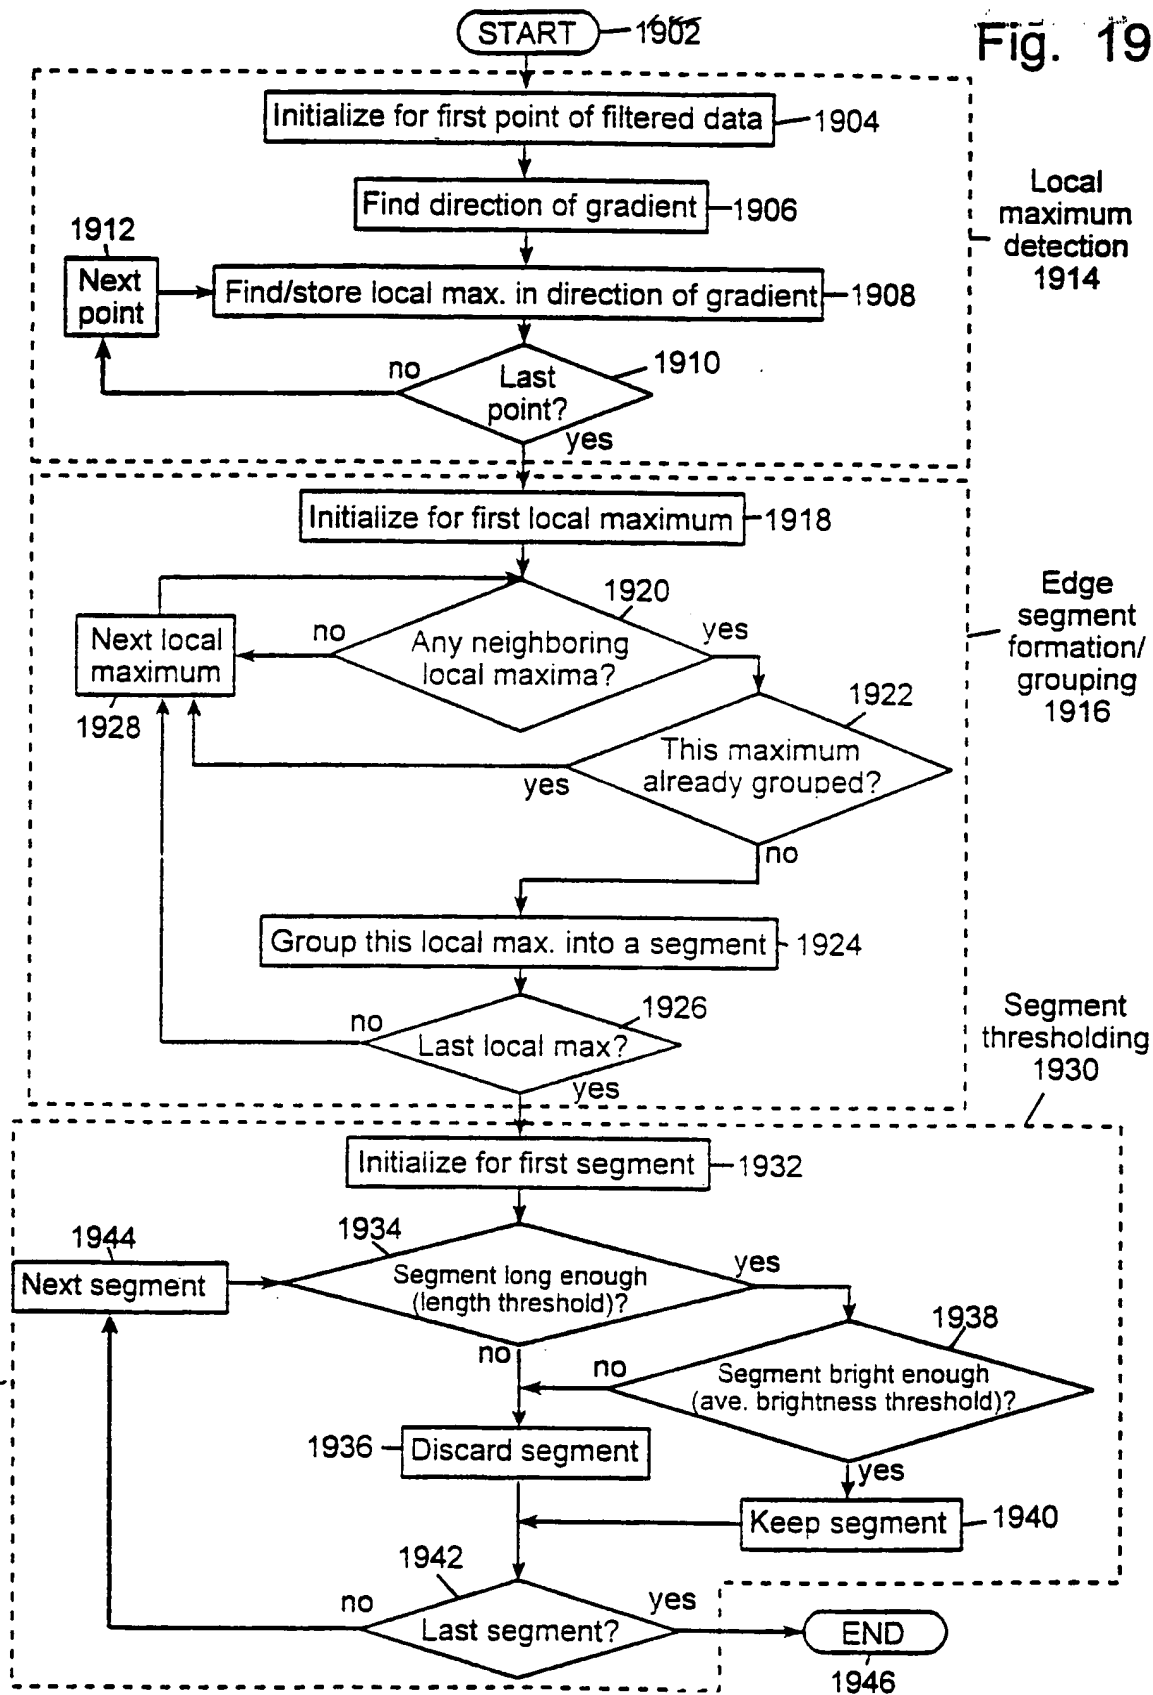 START
1902
Fig. 19
Initialize for first point of filtered data
1904
Find direction of gradient
1906
Local
maximum
detection
1914
1912
Next
point
Find/store local max. in direction of gradient
1908
no
1910
Last
point?
yes
Initialize for first local maximum
1918
1920
Edge
segment
formation/
grouping
1916
Next local
maximum
1928
no
Any neighboring
local maxima?
yes
1922
This maximum
already grouped?
yes
no
Group this local max. into a segment
1924
no
1926
Last local max?
yes
Segment
thresholding
1930
Initialize for first segment
1932
1944
Next segment
1934
Segment long enough
(length threshold)?
yes
no
1938
no
Segment bright enough
(ave. brightness threshold)?
1936
Discard segment
yes
Keep segment
1940
1942
no
Last segment?
yes
END
1946